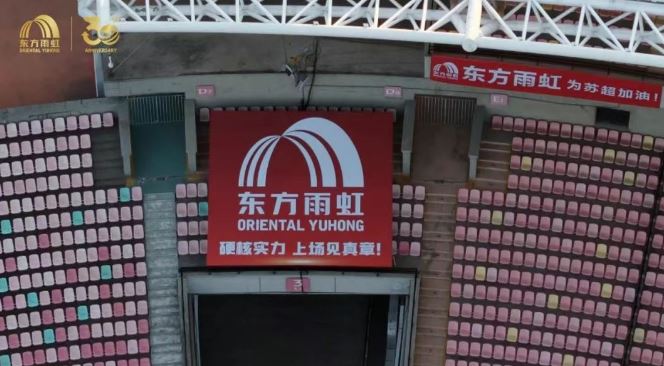 东方雨虹
ORIENTAL YUHONG
30
ANNIVERSARY
东方雨虹 为苏超加油！
东方雨虹
ORIENTAL YUHONG
硬核实力 上场见真章!
3